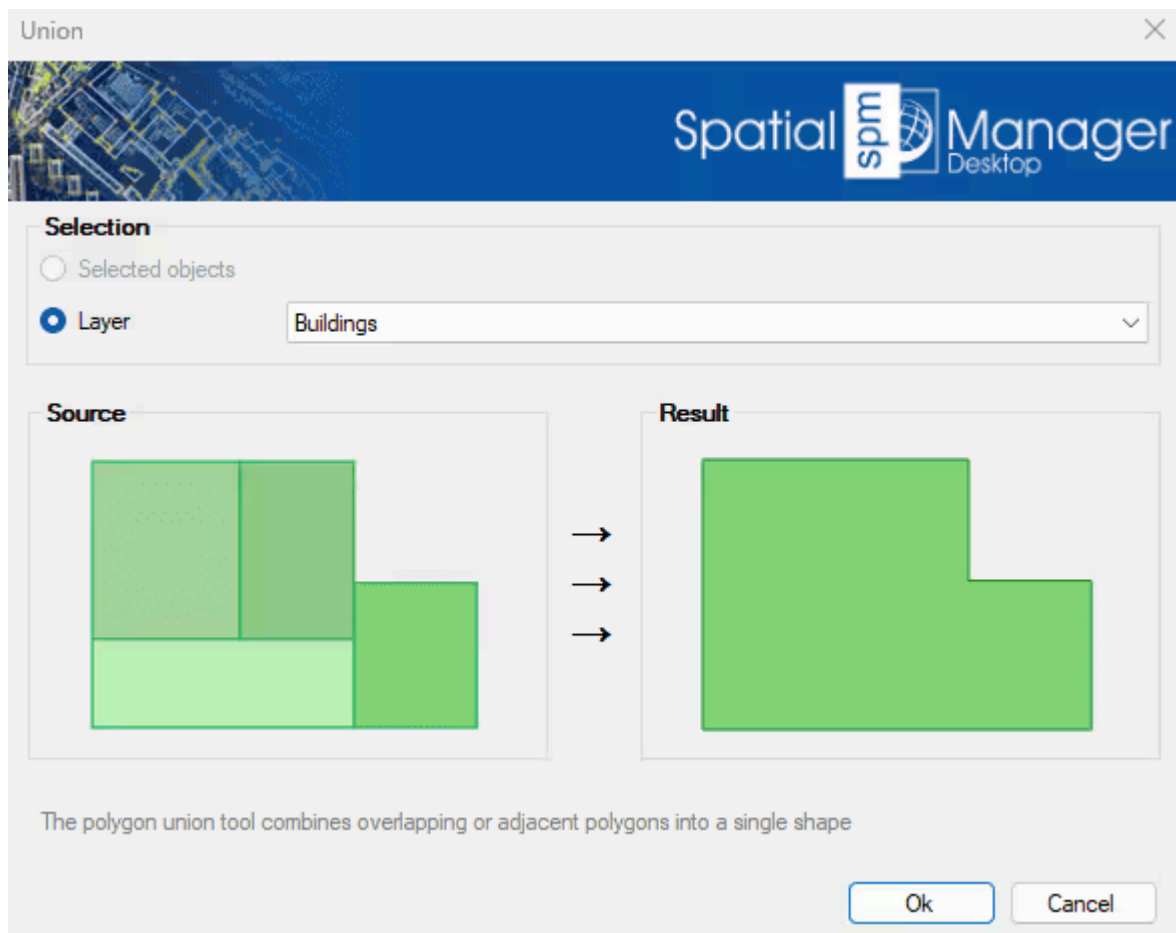 Union
Spatial spm Manager
Desktop
Selection
Selected objects
Layer
Buildings
Source
Result
The polygon union tool combines overlapping or adjacent polygons into a single shape
Ok
Cancel